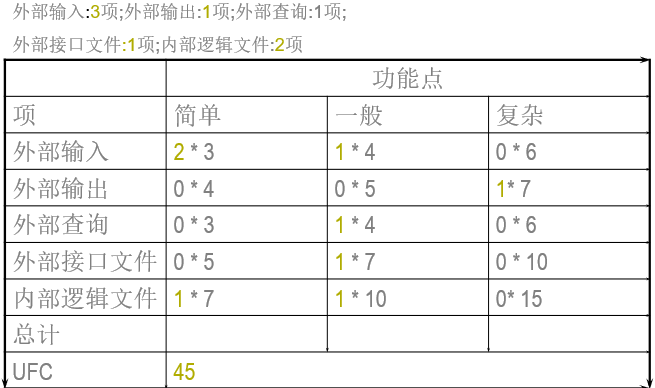 外部输入:3项;外部输出:1项;外部查询:1项;
外部接口文件:1项;内部逻辑文件:2项
功能点
项 简单 一般 复杂
外部输入 2 * 3 1 * 4 0 * 6
外部输出 0 * 4 0 * 5 1* 7
外部查询 0 * 3 1 * 4 0 * 6
外部接口文件 0 * 5 1 * 7 0 * 10
内部逻辑文件 1 * 7 1 * 10 0* 15
总计
UFC 45